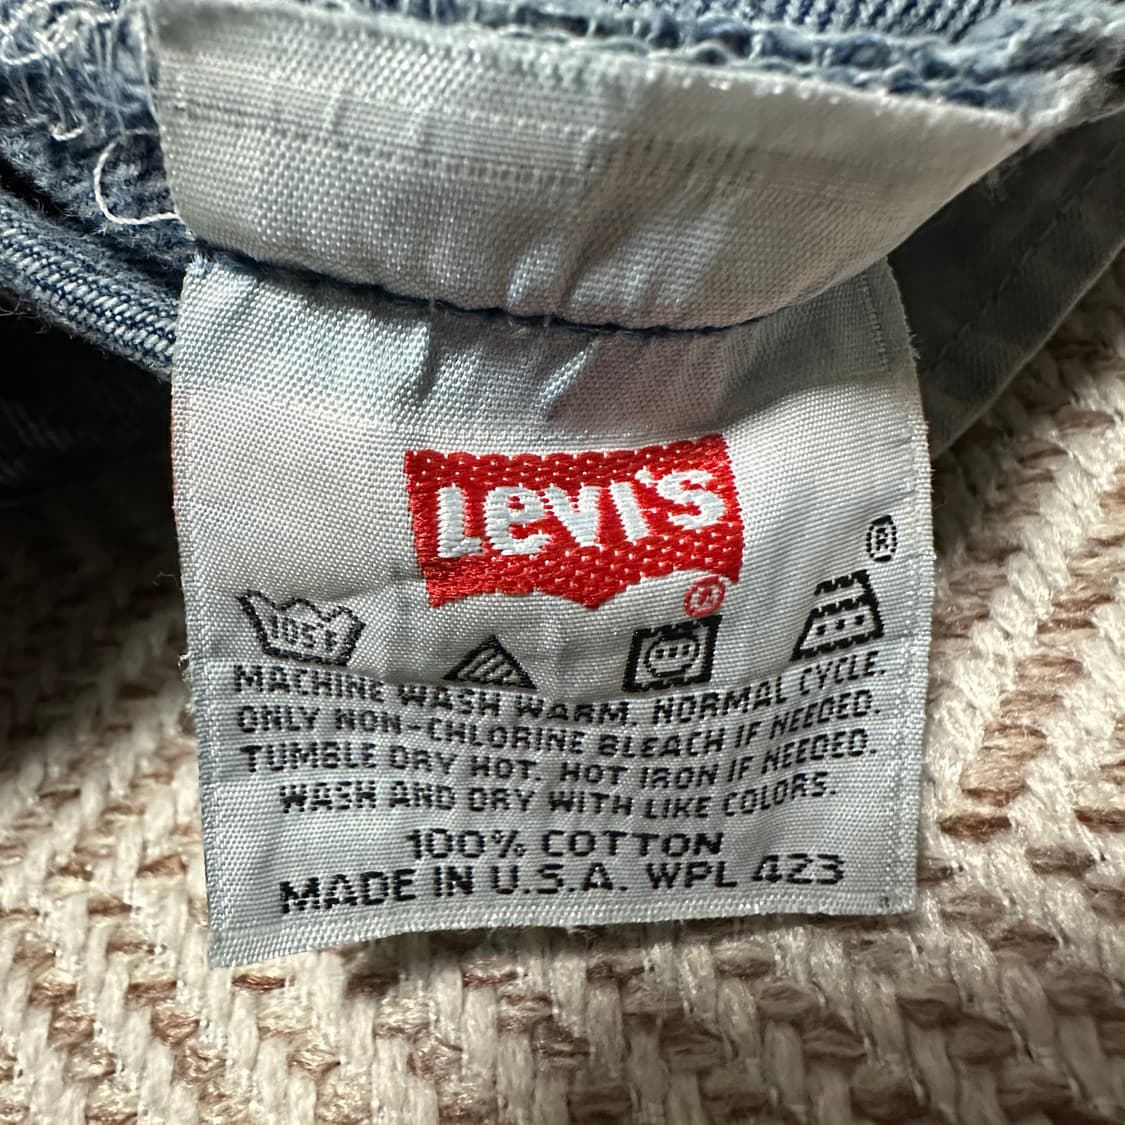 Levi's
®
®
105°F
MACHINE WASH WARM. NORMAL CYCLE.
ONLY NON-CHLORINE BLEACH IF NEEDED.
TUMBLE DRY HOT. HOT IRON IF NEEDED.
WASH AND DRY WITH LIKE COLORS.
100% COTTON
MADE IN U.S.A. WPL 423